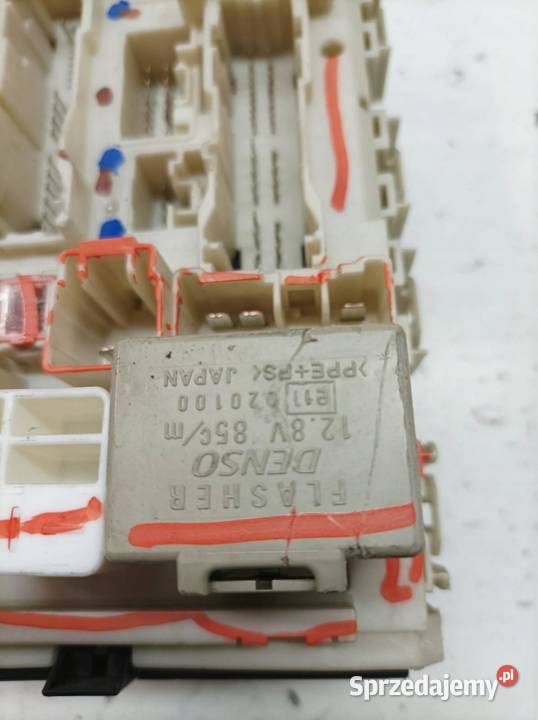 FLASHER
DENSO
12.8V 85c/m
e11 020100
JAPAN
>PPE+PS<
Sprzedajemy.pl